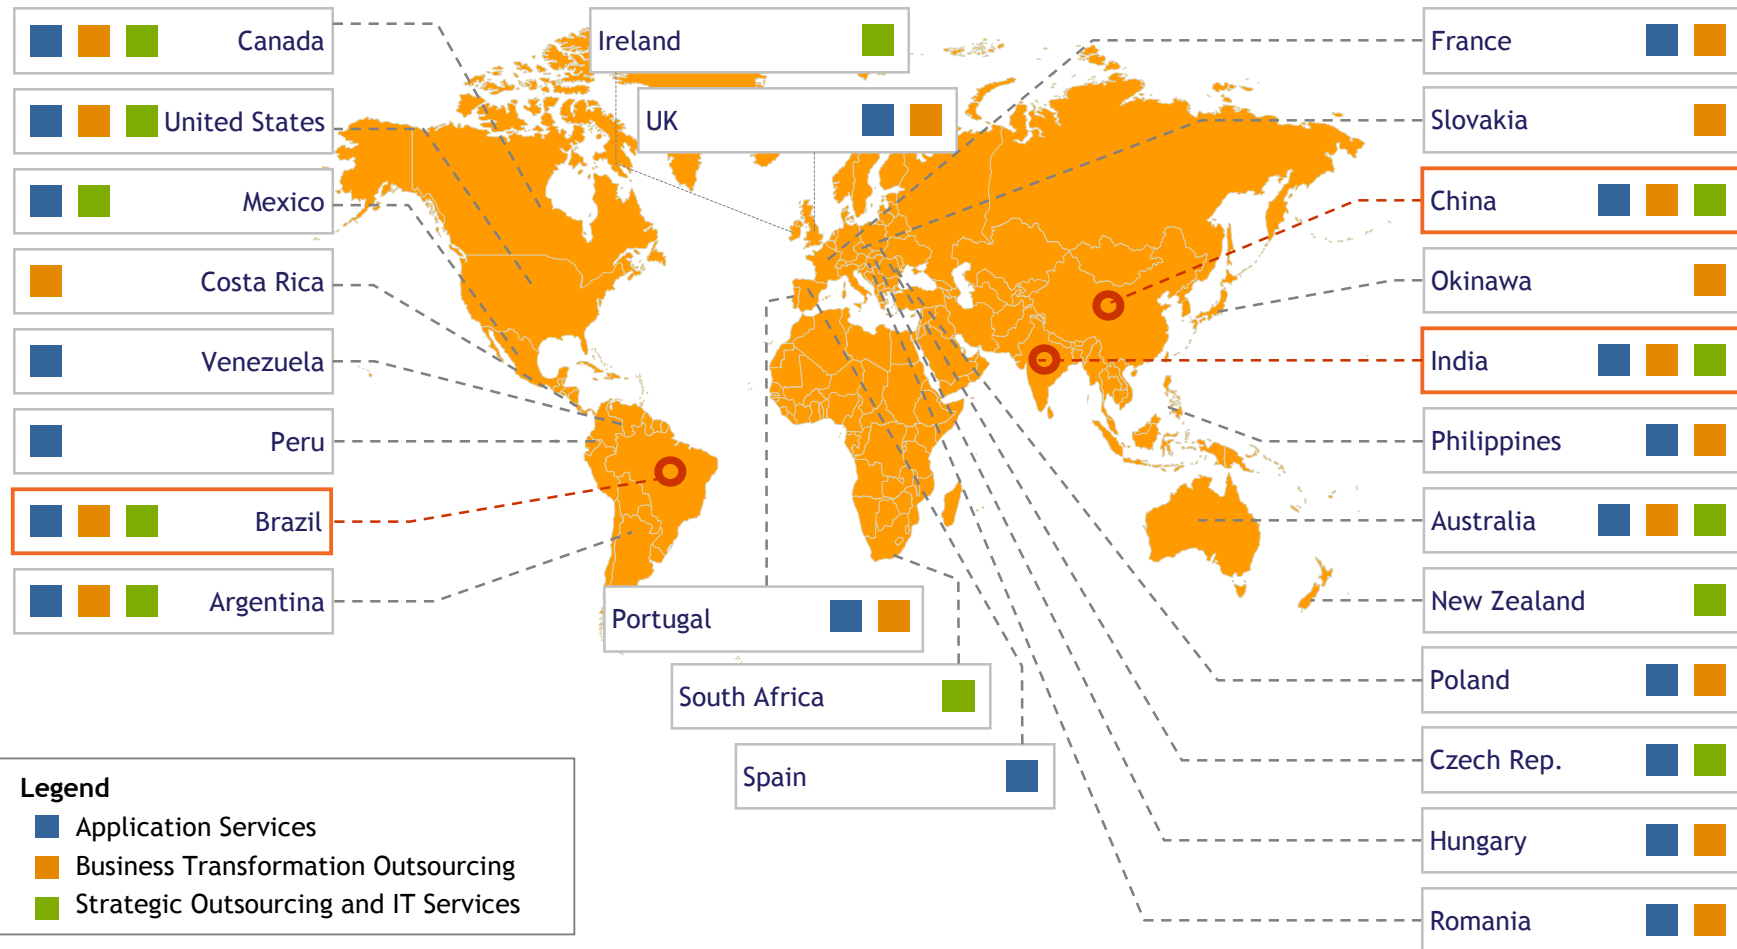 Canada
United States
Mexico
Costa Rica
Venezuela
Peru
Brazil
Argentina
Ireland
UK
Portugal
South Africa
Spain
France
Slovakia
China
Okinawa
India
Philippines
Australia
New Zealand
Poland
Czech Rep.
Hungary
Romania
Legend
Application Services
Business Transformation Outsourcing
Strategic Outsourcing and IT Services